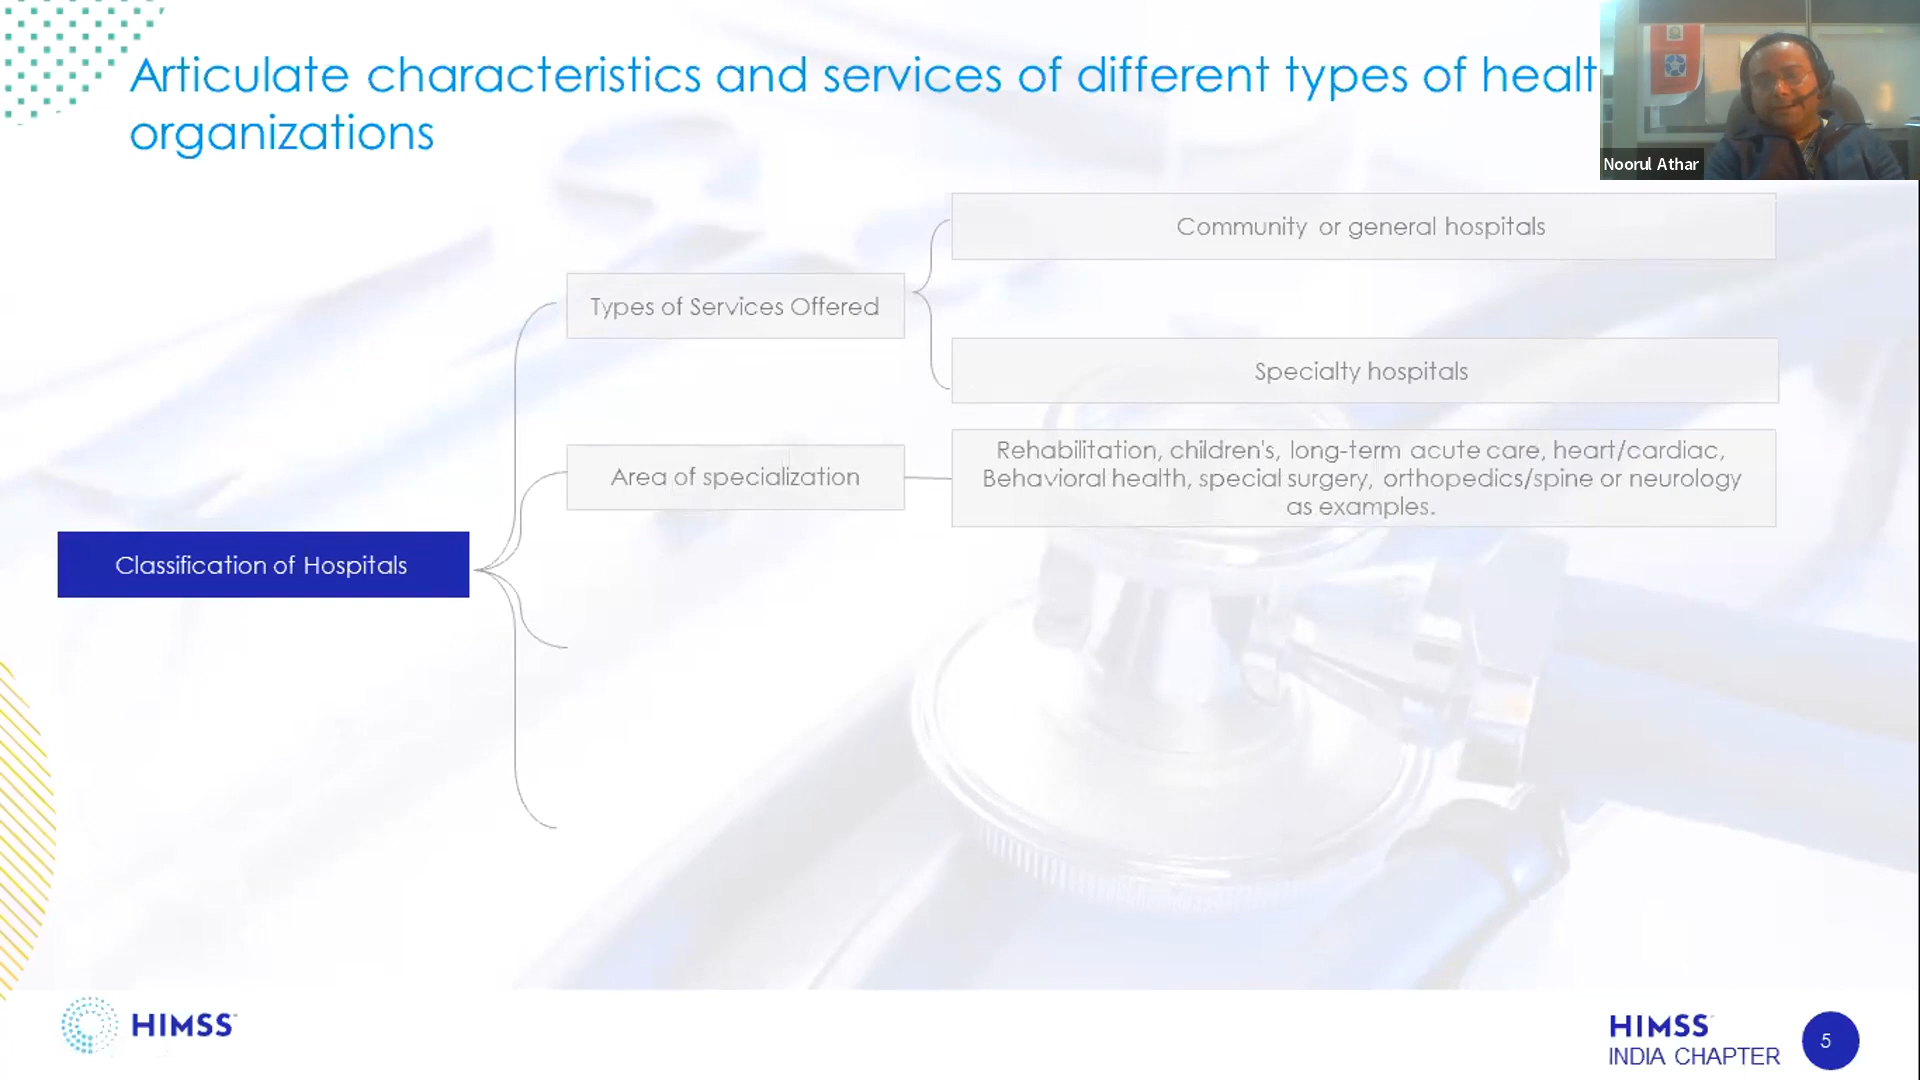 Articulate characteristics and services of different types of healt
organizations
Noorul Athar
Community or general hospitals
Types of Services Offered
Specialty hospitals
Area of specialization
Rehabilitation, children's, long-term acute care, heart/cardiac,
Behavioral health, special surgery, orthopedics/spine or neurology
as examples.
Classification of Hospitals
HIMSS
HIMSS
INDIA CHAPTER
5